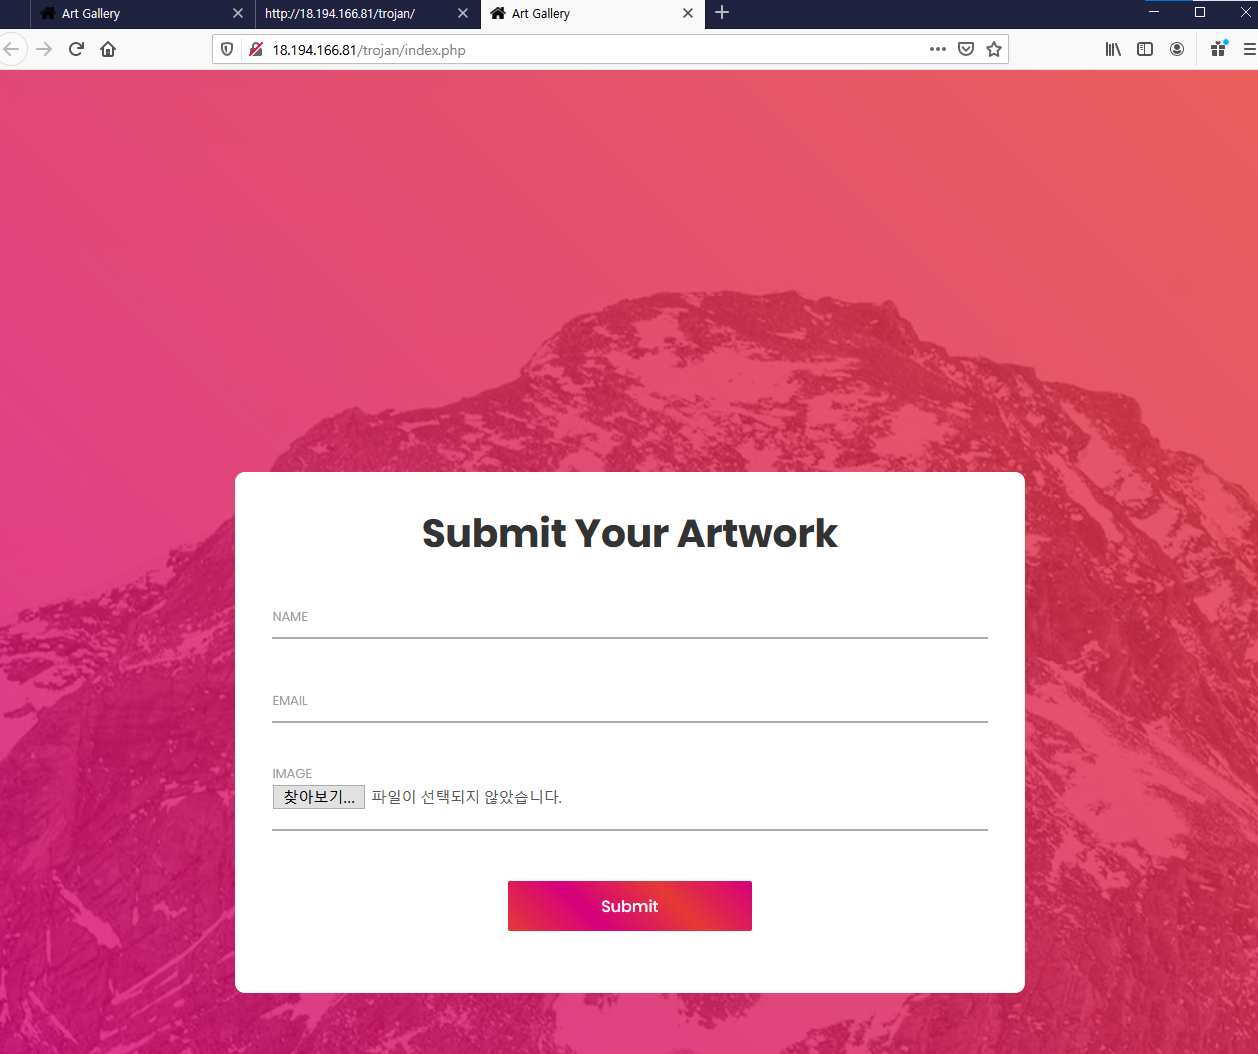 Art Gallery
http://18.194.166.81/trojan/
Art Gallery
18.194.166.81/trojan/index.php
Submit Your Artwork
NAME
EMAIL
IMAGE
찾아보기... 파일이 선택되지 않았습니다.
Submit